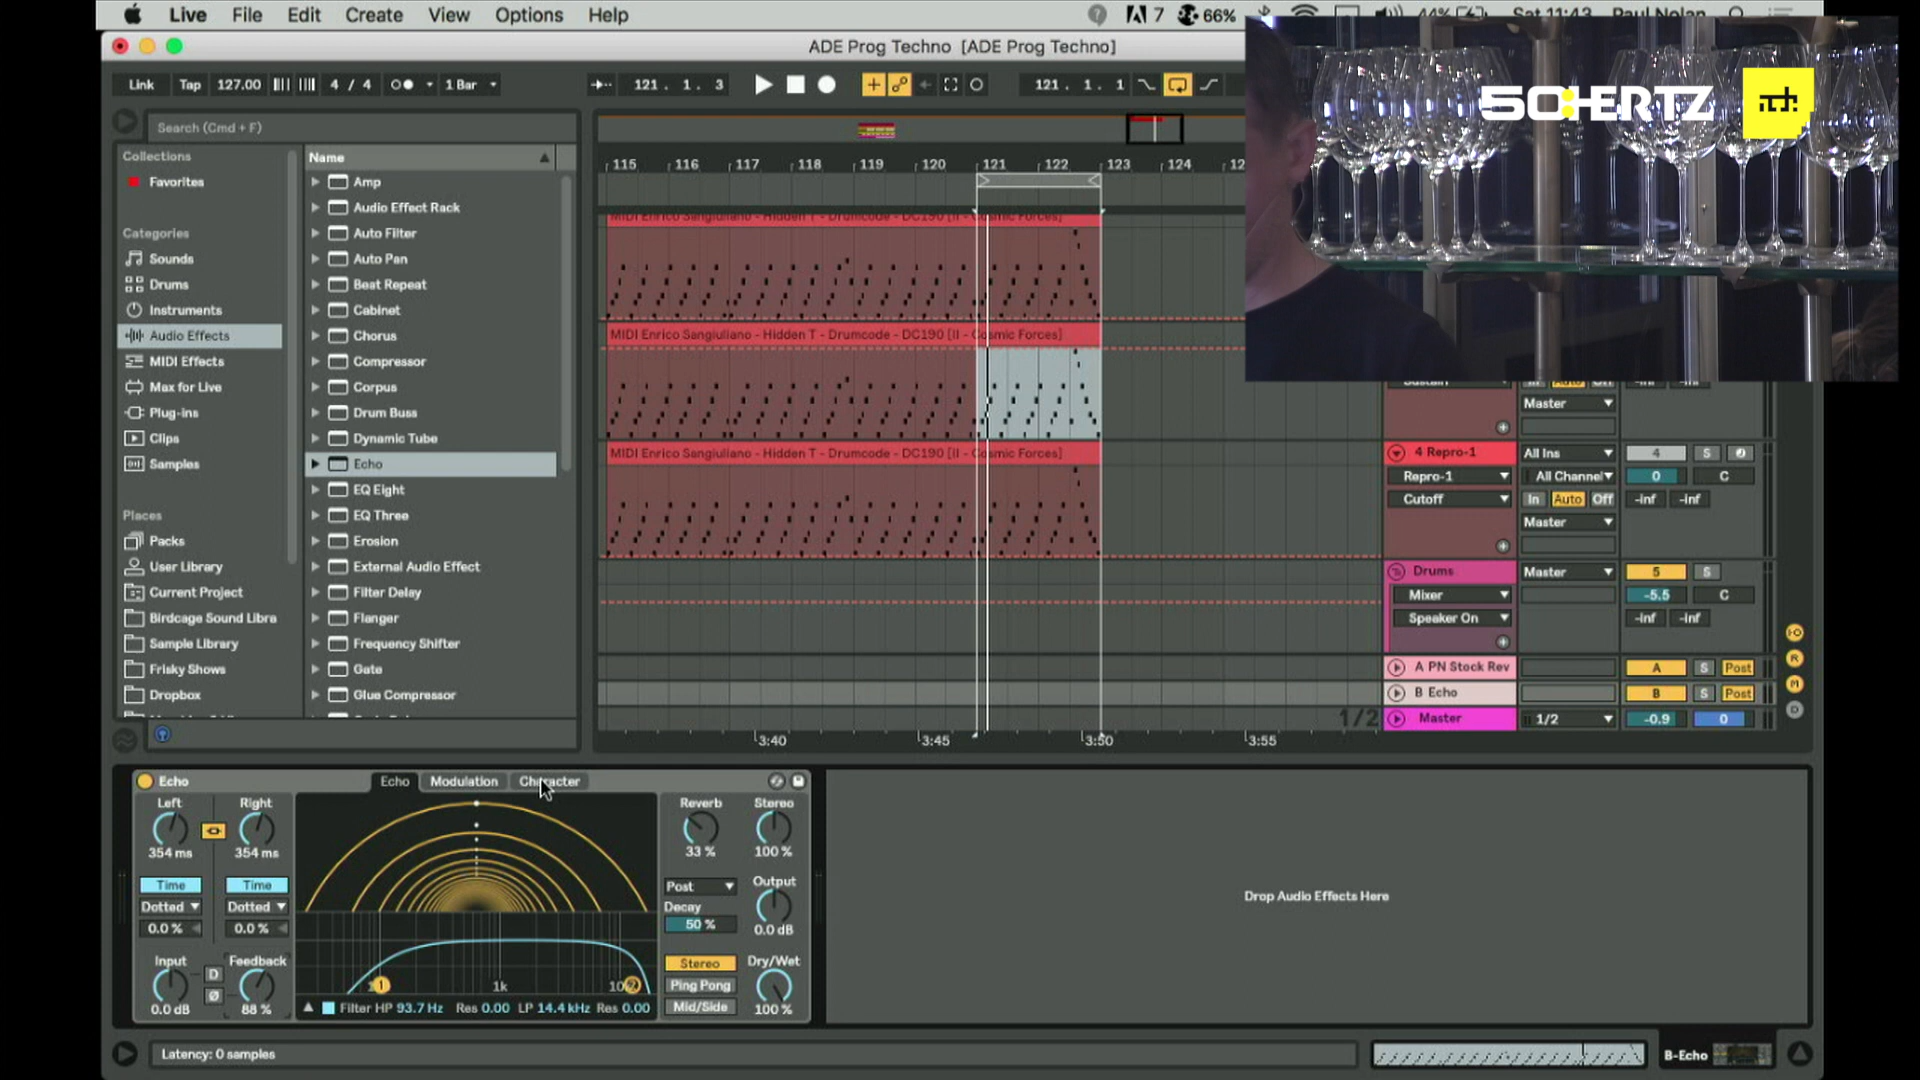 Live File Edit Create View Options Help
7 66% 44% Sat 11:43 Paul Nolan
ADE Prog Techno [ADE Prog Techno]
50HERTZ
Link Tap 127.00 4 / 4 1 Bar 121 . 1 . 3 121 . 1 . 1
Search (Cmd + F)
Collections
Favorites
Categories
Sounds
Drums
Instruments
Audio Effects
MIDI Effects
Max for Live
Plug-ins
Clips
Samples
Places
Packs
User Library
Current Project
Birdcage Sound Libra
Sample Library
Frisky Shows
Dropbox
Name
Amp
Audio Effect Rack
Auto Filter
Auto Pan
Beat Repeat
Cabinet
Chorus
Compressor
Corpus
Drum Buss
Dynamic Tube
Echo
EQ Eight
EQ Three
Erosion
External Audio Effect
Filter Delay
Flanger
Frequency Shifter
Gate
Glue Compressor
115 116 117 118 119 120 121 122 123 124 12
MIDI Enrico Sangiuliano - Hidden T - Drumcode - DC190 [II - Cosmic Forces]
MIDI Enrico Sangiuliano - Hidden T - Drumcode - DC190 [II - Cosmic Forces]
MIDI Enrico Sangiuliano - Hidden T - Drumcode - DC190 [II - Cosmic Forces]
1/2
3:40 3:45 3:50 3:55
Sustain In Auto Off -inf -inf
Master
4 Repro-1 All Ins 4 S
Repro-1 All Channel 0 C
Cutoff In Auto Off -inf -inf
Master
Drums Master 5 S
Mixer -5.5 C
Speaker On -inf -inf
A PN Stock Rev A S Post
B Echo B S Post
Master 1/2 -0.9 0
IO
R
M
D
Echo Echo Modulation Character
Left Right
354 ms 354 ms
Time Time
Dotted Dotted
0.0 % 0.0 %
Input D Feedback
Ø
0.0 dB 88 %
1 1k 10k 2
Filter HP 93.7 Hz Res 0.00 LP 14.4 kHz Res 0.00
Reverb Stereo
33 % 100 %
Post Output
Decay
50 % 0.0 dB
Stereo Dry/Wet
Ping Pong
Mid/Side 100 %
Drop Audio Effects Here
Latency: 0 samples
B-Echo